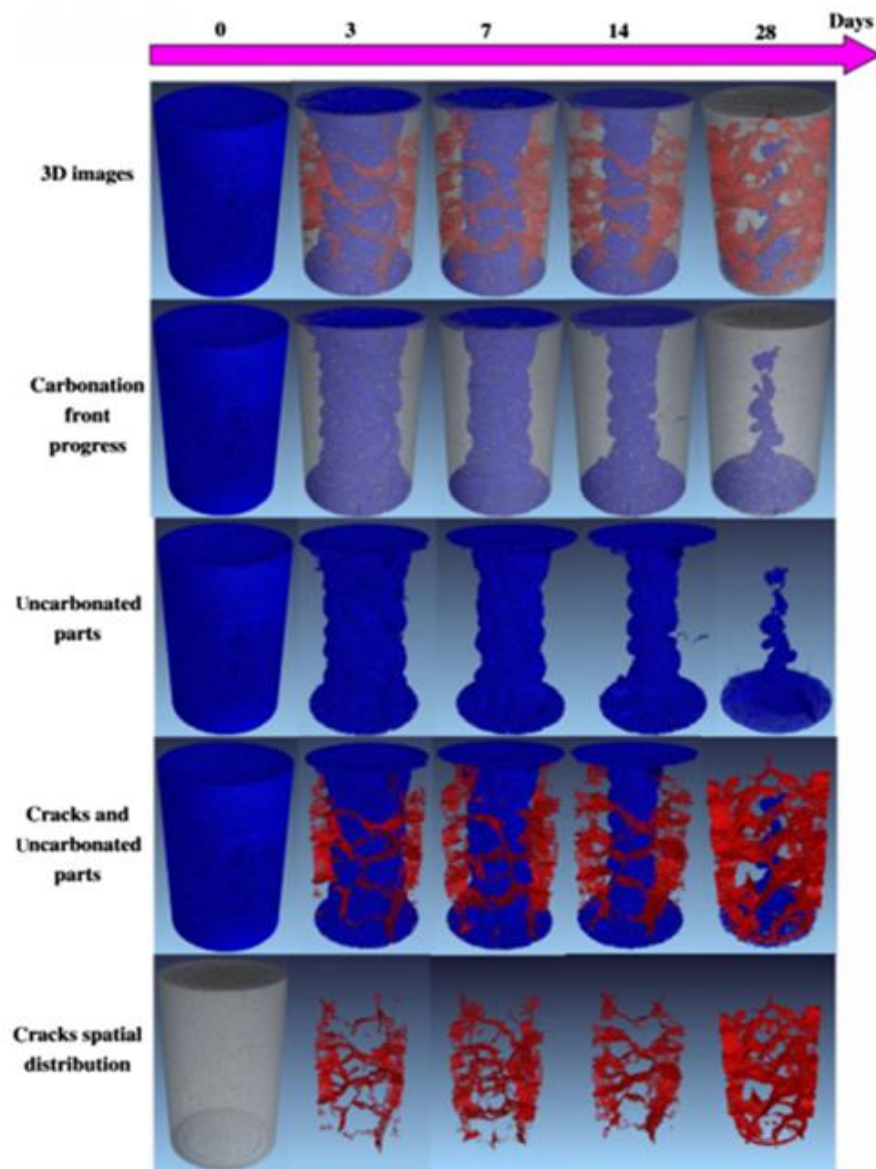 Days
0 3 7 14 28
3D images
Carbonation
front
progress
Uncarbonated
parts
Cracks and
Uncarbonated
parts
Cracks spatial
distribution